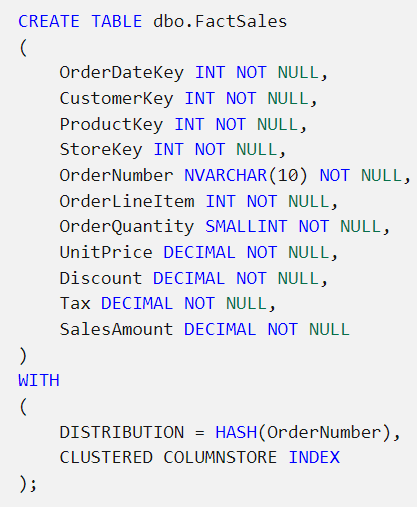 CREATE TABLE dbo.FactSales
(
    OrderDateKey INT NOT NULL,
    CustomerKey INT NOT NULL,
    ProductKey INT NOT NULL,
    StoreKey INT NOT NULL,
    OrderNumber NVARCHAR(10) NOT NULL,
    OrderLineItem INT NOT NULL,
    OrderQuantity SMALLINT NOT NULL,
    UnitPrice DECIMAL NOT NULL,
    Discount DECIMAL NOT NULL,
    Tax DECIMAL NOT NULL,
    SalesAmount DECIMAL NOT NULL
)
WITH
(
    DISTRIBUTION = HASH(OrderNumber),
    CLUSTERED COLUMNSTORE INDEX
);